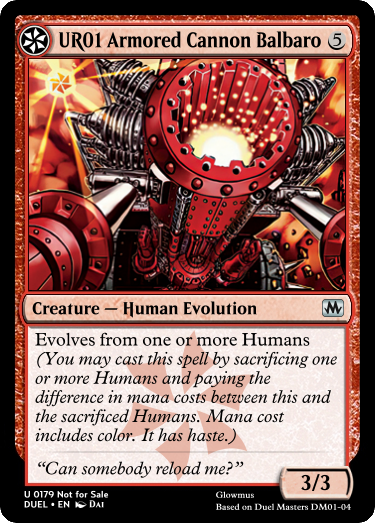 UR01 Armored Cannon Balbaro 5
Creature — Human Evolution
Evolves from one or more Humans
(You may cast this spell by sacrificing one
or more Humans and paying the
difference in mana costs between this and
the sacrificed Humans. Mana cost
includes color. It has haste.)
“Can somebody reload me?”
3/3
U 0179 Not for Sale
DUEL • EN DAI
Glowmus
Based on Duel Masters DM01-04